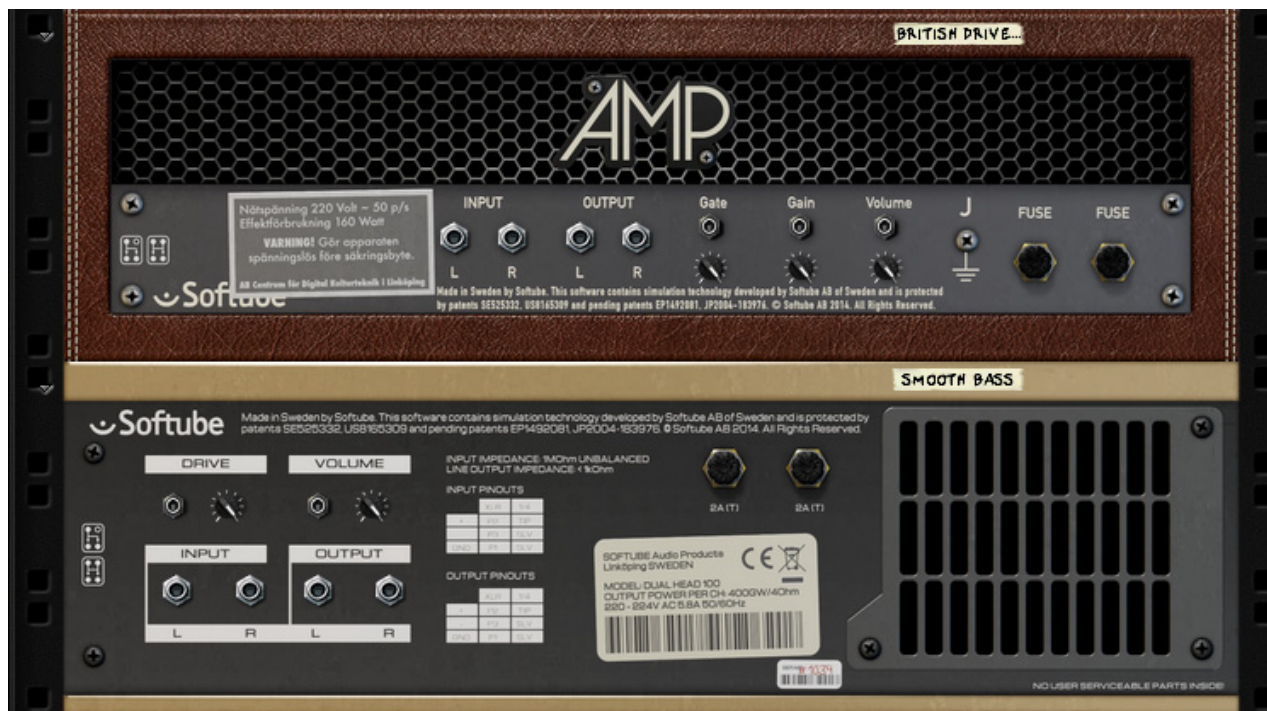 BRITISH DRIVE...
AMP
Nätspänning 220 Volt ~ 50 p/s
Effektförbrukning 160 Watt
VARNING! Gör apparaten
spänningslös före säkringsbyte.
AB Centrum för Digital Rörteknik i Linköping
Softube
INPUT
L R
OUTPUT
L R
Gate
Gain
Volume
J
FUSE
FUSE
Made in Sweden by Softube. This software contains simulation technology developed by Softube AB of Sweden and is protected
by patents SE525332, US8165309 and pending patents EP1492081, JP2004-183976. © Softube AB 2014. All Rights Reserved.
SMOOTH BASS
Softube
Made in Sweden by Softube. This software contains simulation technology developed by Softube AB of Sweden and is protected by
patents SE525332, US8165309 and pending patents EP1492081, JP2004-183976. © Softube AB 2014. All Rights Reserved.
DRIVE
VOLUME
INPUT
L R
OUTPUT
L R
INPUT IMPEDANCE: 1MOhm UNBALANCED
LINE OUTPUT IMPEDANCE: < 1kOhm
INPUT PINOUTS
XLR 1/4
+ P2 TIP
- P3 SLV
GND P1 SLV
OUTPUT PINOUTS
XLR 1/4
+ P2 TIP
- P3 SLV
GND P1 SLV
2A (T)
2A (T)
SOFTUBE Audio Products
Linköping SWEDEN
CE
MODEL: DUAL HEAD 100
OUTPUT POWER PER CH: 400GW/4Ohm
220 - 224V AC 5.8A 50/60Hz
NO USER SERVICEABLE PARTS INSIDE!